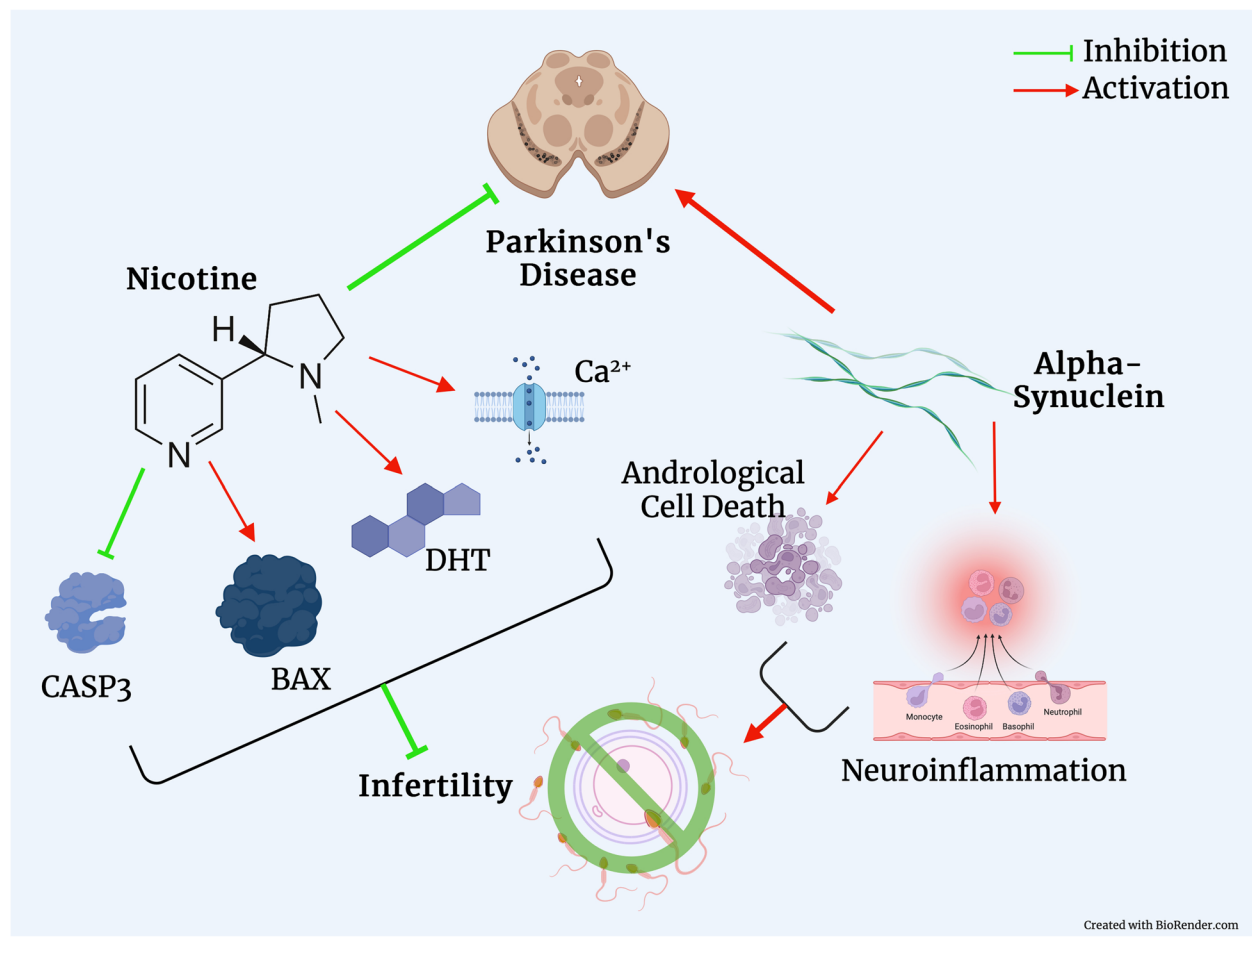 Inhibition
Activation
Parkinson's
Disease
Nicotine
H
N
N
Ca²⁺
Alpha-
Synuclein
Andrological
Cell Death
DHT
CASP3
BAX
Monocyte
Eosinophil
Basophil
Neutrophil
Neuroinflammation
Infertility
Created with BioRender.com